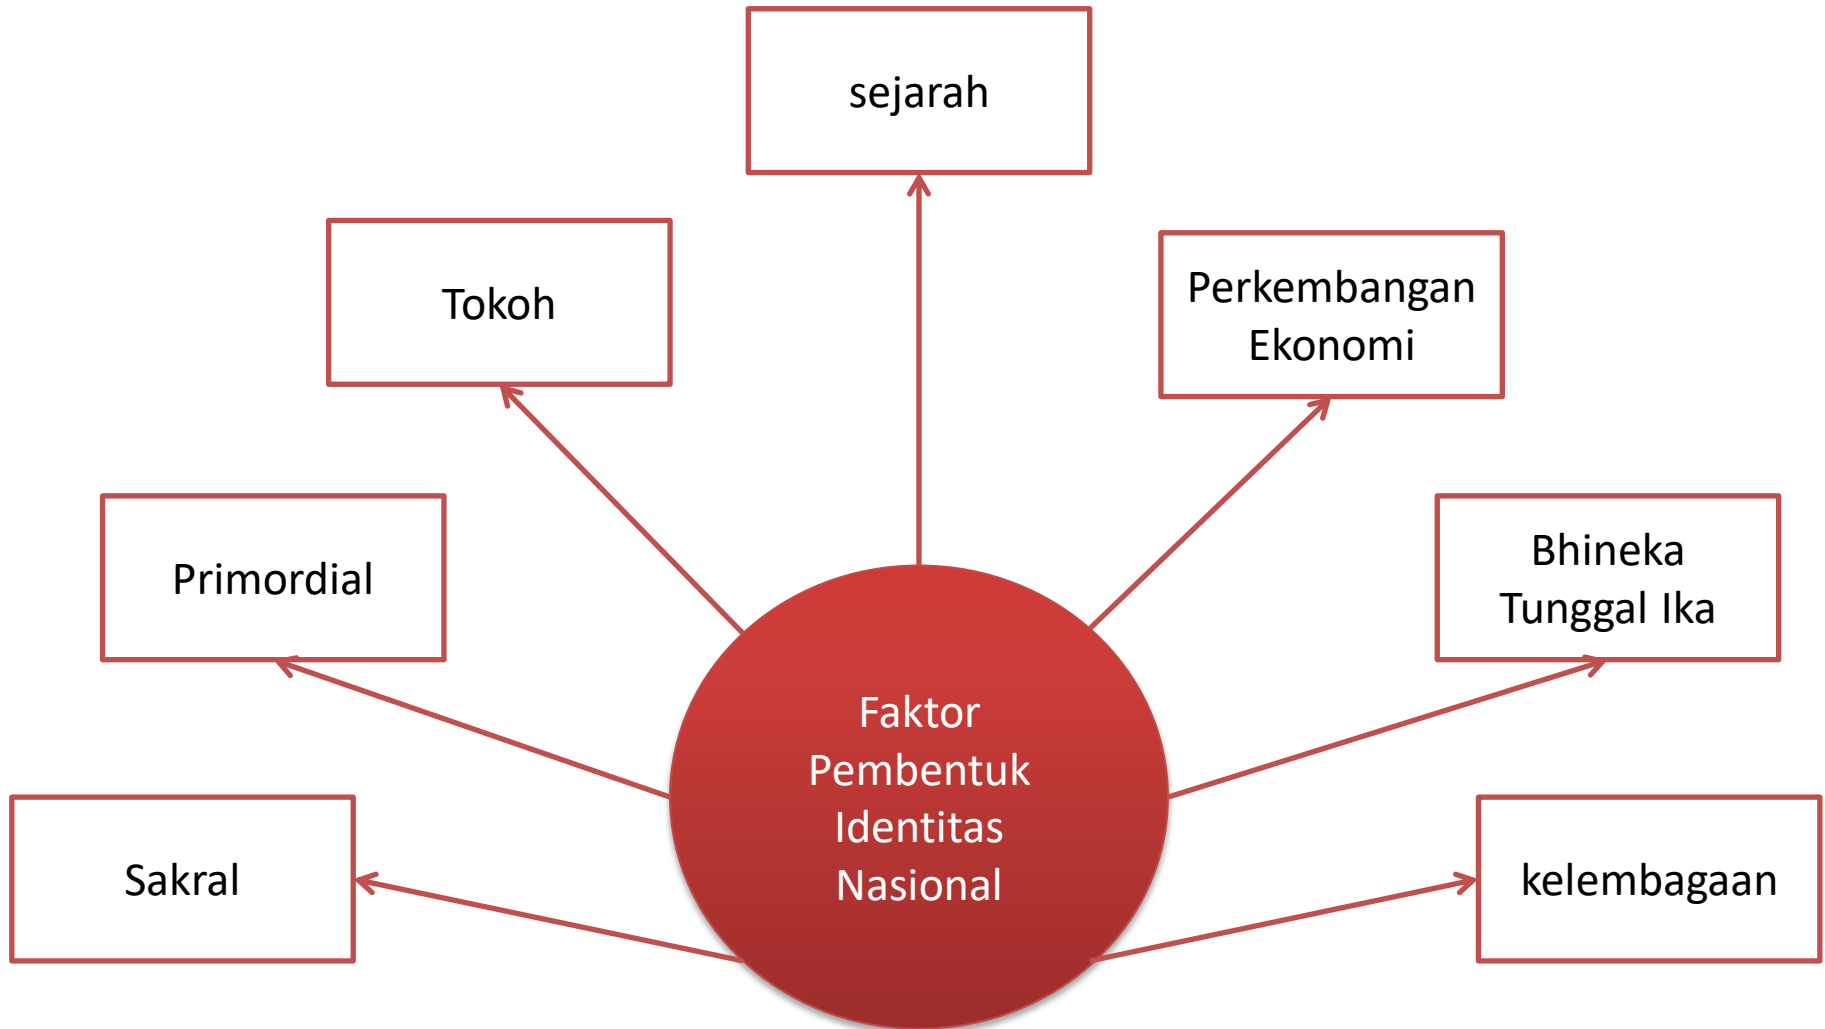 sejarah
Tokoh
Perkembangan
Ekonomi
Primordial
Bhineka
Tunggal Ika
Faktor
Pembentuk
Identitas
Nasional
Sakral
kelembagaan